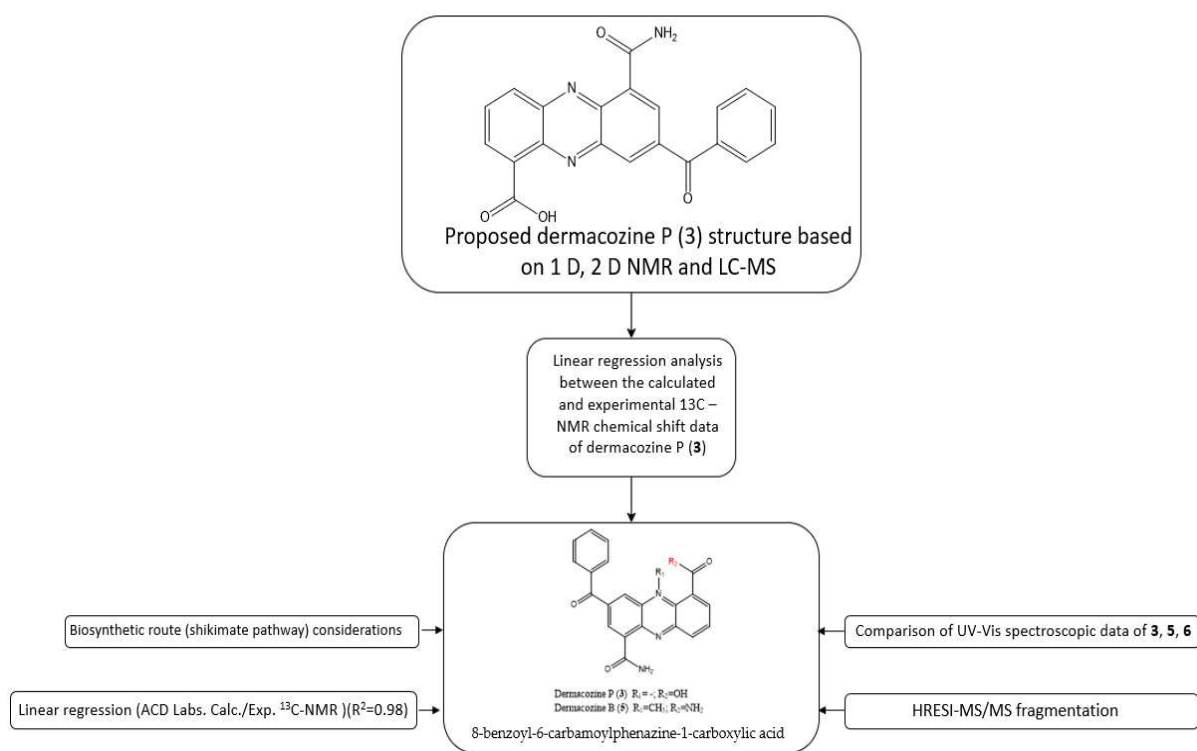 O
NH₂
N
N
O
OH
O
Proposed dermacozine P (3) structure based
on 1 D, 2 D NMR and LC-MS
Linear regression analysis
between the calculated
and experimental 13C –
NMR chemical shift data
of dermacozine P (3)
R₂
O
R₁
N
O
N
O
NH₂
Dermacozine P (3) R₁= -; R₂=OH
Dermacozine B (5) R₁=CH₃; R₂=NH₂
8-benzoyl-6-carbamoylphenazine-1-carboxylic acid
Biosynthetic route (shikimate pathway) considerations
Linear regression (ACD Labs. Calc./Exp. ¹³C-NMR )(R²=0.98)
Comparison of UV-Vis spectroscopic data of 3, 5, 6
HRESI-MS/MS fragmentation